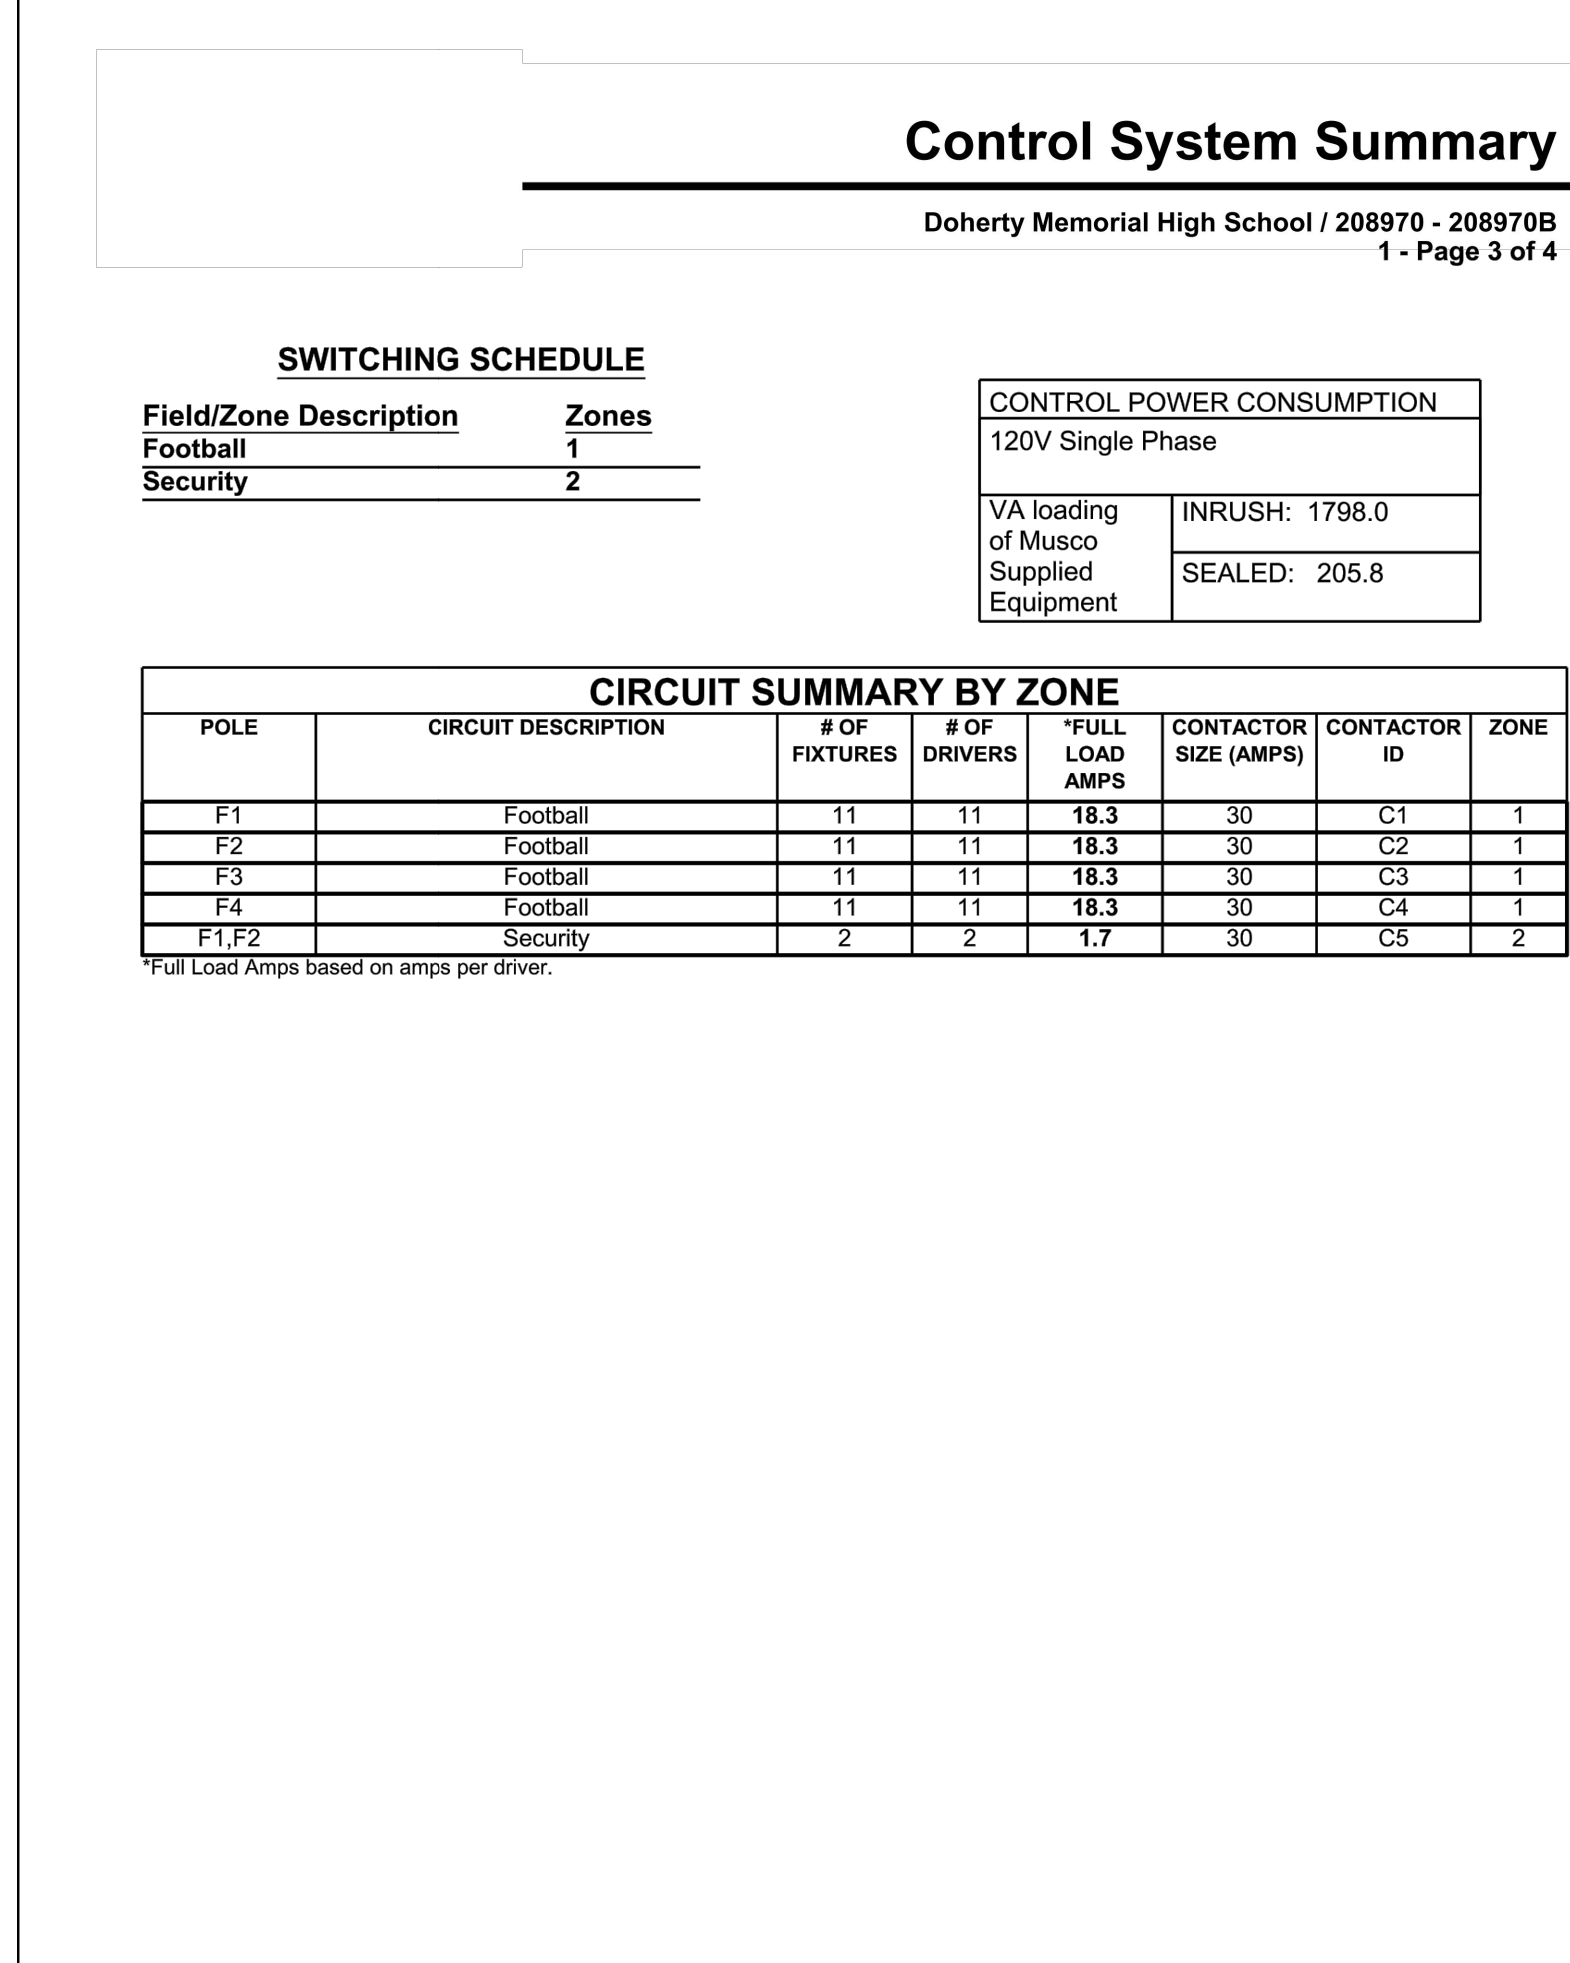 Control System Summary
Doherty Memorial High School / 208970 - 208970B
1 - Page 3 of 4
SWITCHING SCHEDULE
Field/Zone Description Zones
Football 1
Security 2
CONTROL POWER CONSUMPTION
120V Single Phase
VA loading
of Musco
Supplied
Equipment
INRUSH: 1798.0
SEALED: 205.8
CIRCUIT SUMMARY BY ZONE
POLE CIRCUIT DESCRIPTION # OF FIXTURES # OF DRIVERS *FULL LOAD AMPS CONTACTOR SIZE (AMPS) CONTACTOR ID ZONE
F1 Football 11 11 18.3 30 C1 1
F2 Football 11 11 18.3 30 C2 1
F3 Football 11 11 18.3 30 C3 1
F4 Football 11 11 18.3 30 C4 1
F1,F2 Security 2 2 1.7 30 C5 2
*Full Load Amps based on amps per driver.